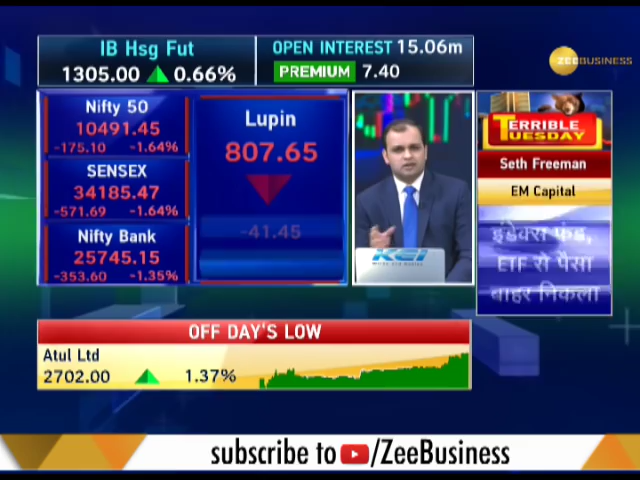 IB Hsg Fut
1305.00 0.66%
OPEN INTEREST 15.06m
PREMIUM 7.40
ZEEBUSINESS
Nifty 50
10491.45
-175.10 -1.64%
SENSEX
34185.47
-571.69 -1.64%
Nifty Bank
25745.15
-353.60 -1.35%
Lupin
807.65
-41.45
KEI
TERRIBLE
TUESDAY
Seth Freeman
EM Capital
इंडेक्स फंड,
ETF से पैसा
बाहर निकला
OFF DAY'S LOW
Atul Ltd
2702.00 1.37%
subscribe to /ZeeBusiness